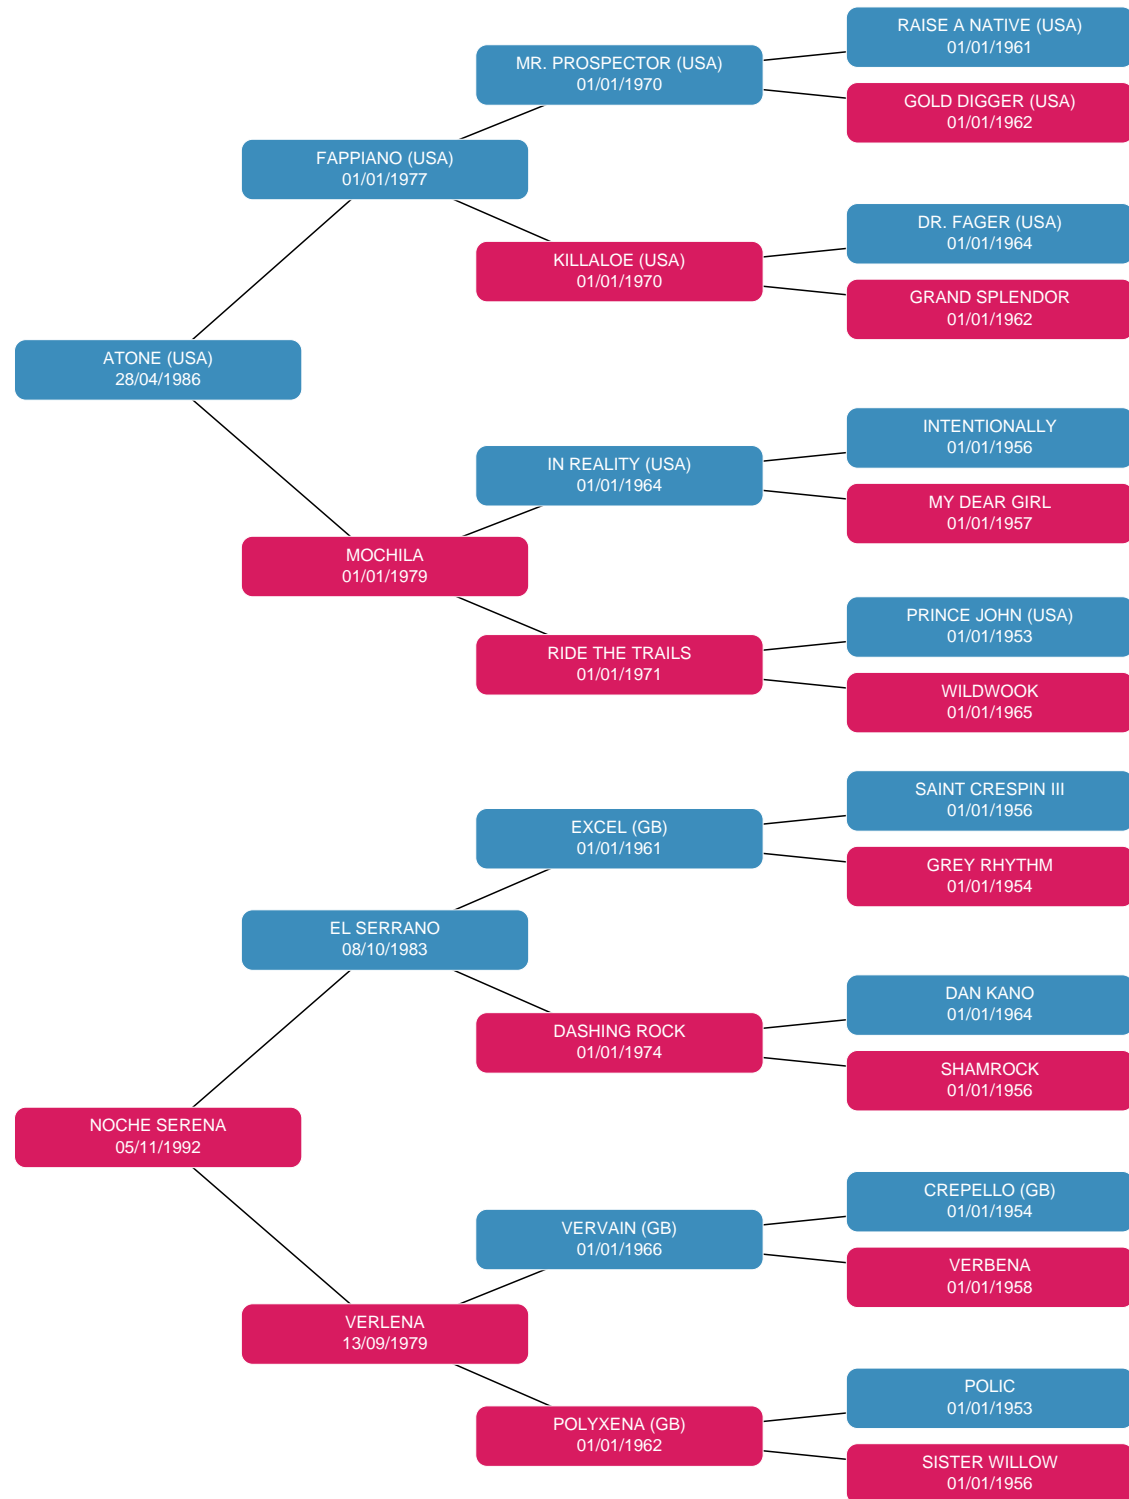 RAISE A NATIVE (USA)
01/01/1961
MR. PROSPECTOR (USA)
01/01/1970
GOLD DIGGER (USA)
01/01/1962
FAPPIANO (USA)
01/01/1977
DR. FAGER (USA)
01/01/1964
KILLALOE (USA)
01/01/1970
GRAND SPLENDOR
01/01/1962
ATONE (USA)
28/04/1986
INTENTIONALLY
01/01/1956
IN REALITY (USA)
01/01/1964
MY DEAR GIRL
01/01/1957
MOCHILA
01/01/1979
PRINCE JOHN (USA)
01/01/1953
RIDE THE TRAILS
01/01/1971
WILDWOOK
01/01/1965
SAINT CRESPIN III
01/01/1956
EXCEL (GB)
01/01/1961
GREY RHYTHM
01/01/1954
EL SERRANO
08/10/1983
DAN KANO
01/01/1964
DASHING ROCK
01/01/1974
SHAMROCK
01/01/1956
NOCHE SERENA
05/11/1992
CREPELLO (GB)
01/01/1954
VERVAIN (GB)
01/01/1966
VERBENA
01/01/1958
VERLENA
13/09/1979
POLIC
01/01/1953
POLYXENA (GB)
01/01/1962
SISTER WILLOW
01/01/1956